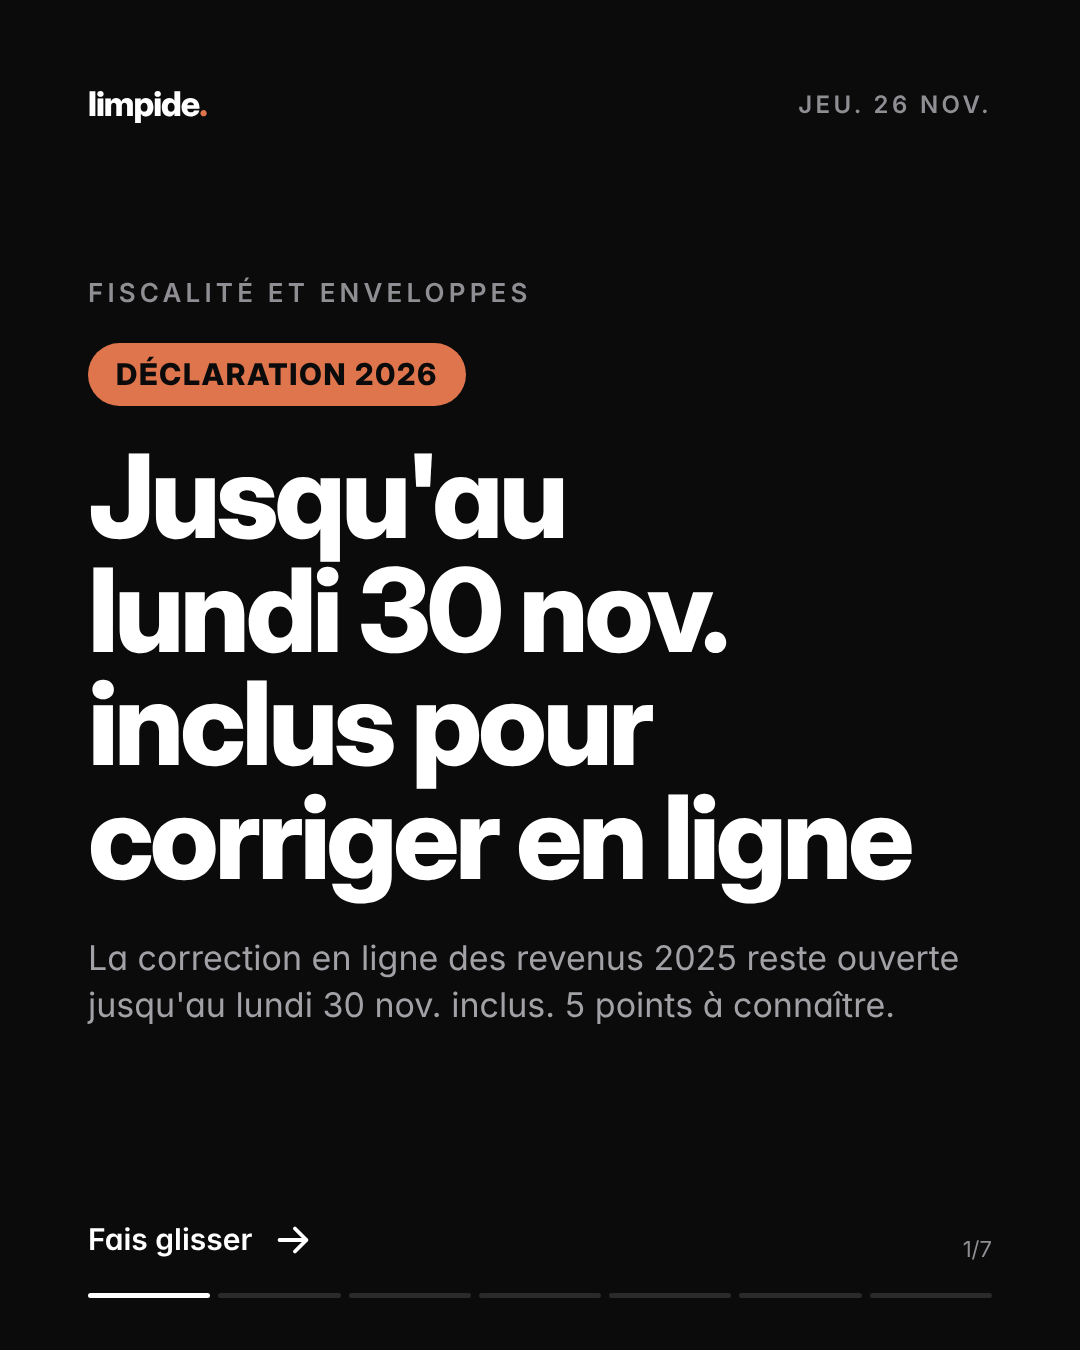 limpide.
JEU. 26 NOV.
FISCALITÉ ET ENVELOPPES
DÉCLARATION 2026
Jusqu'au
lundi 30 nov.
inclus pour
corriger en ligne
La correction en ligne des revenus 2025 reste ouverte
jusqu'au lundi 30 nov. inclus. 5 points à connaître.
Fais glisser →
1/7